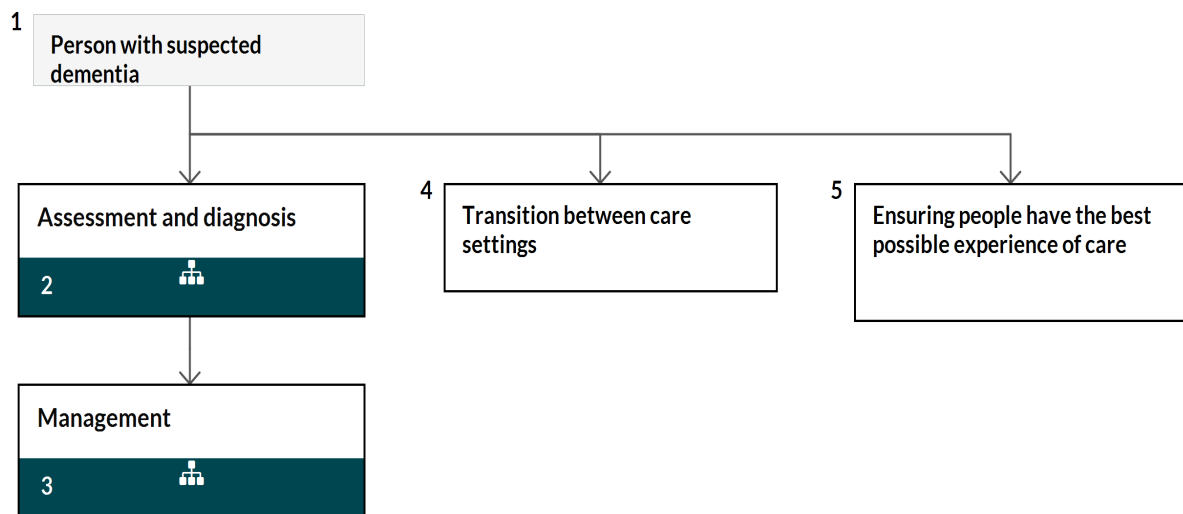 1
Person with suspected
dementia
Assessment and diagnosis
2
4
Transition between care
settings
5
Ensuring people have the best
possible experience of care
Management
3